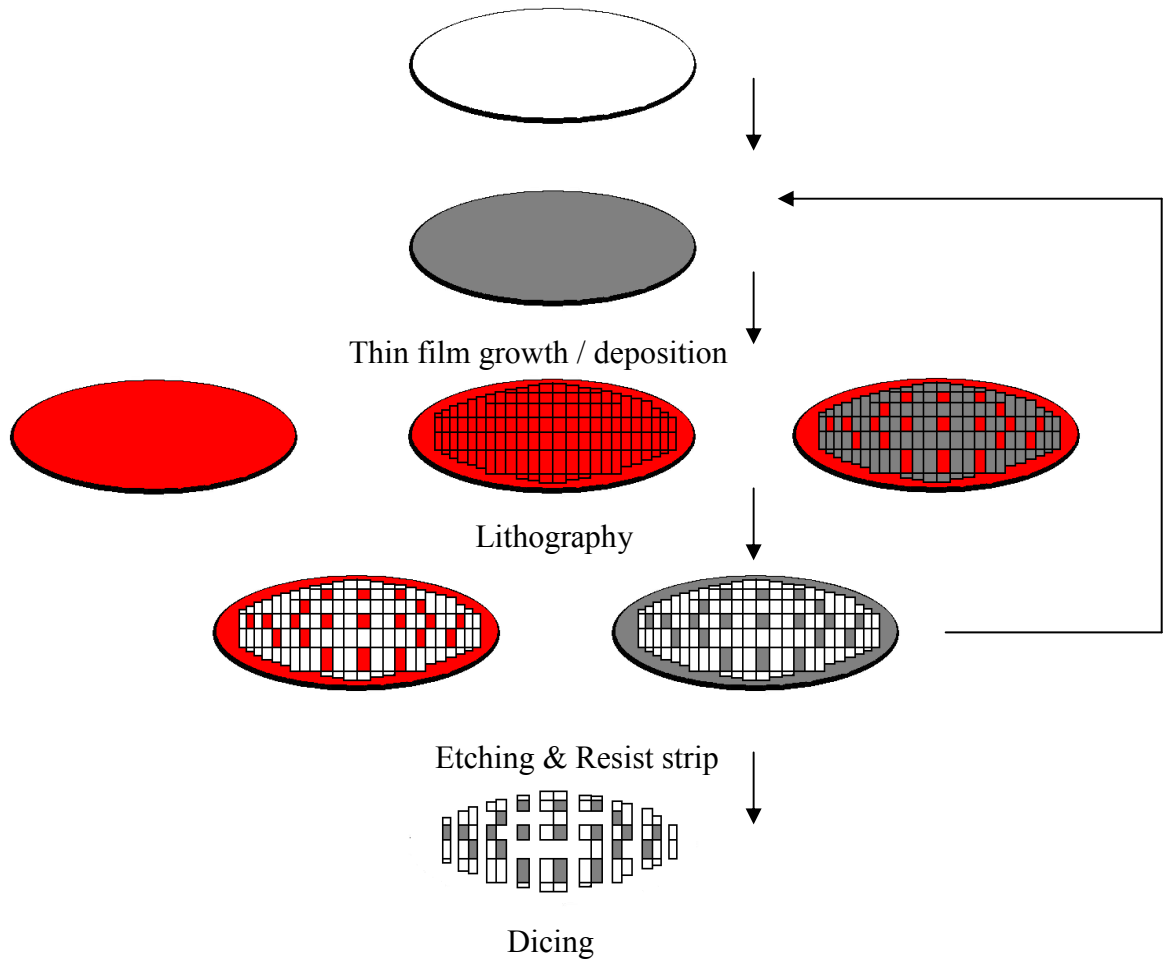 Thin film growth / deposition
Lithography
Etching & Resist strip
Dicing